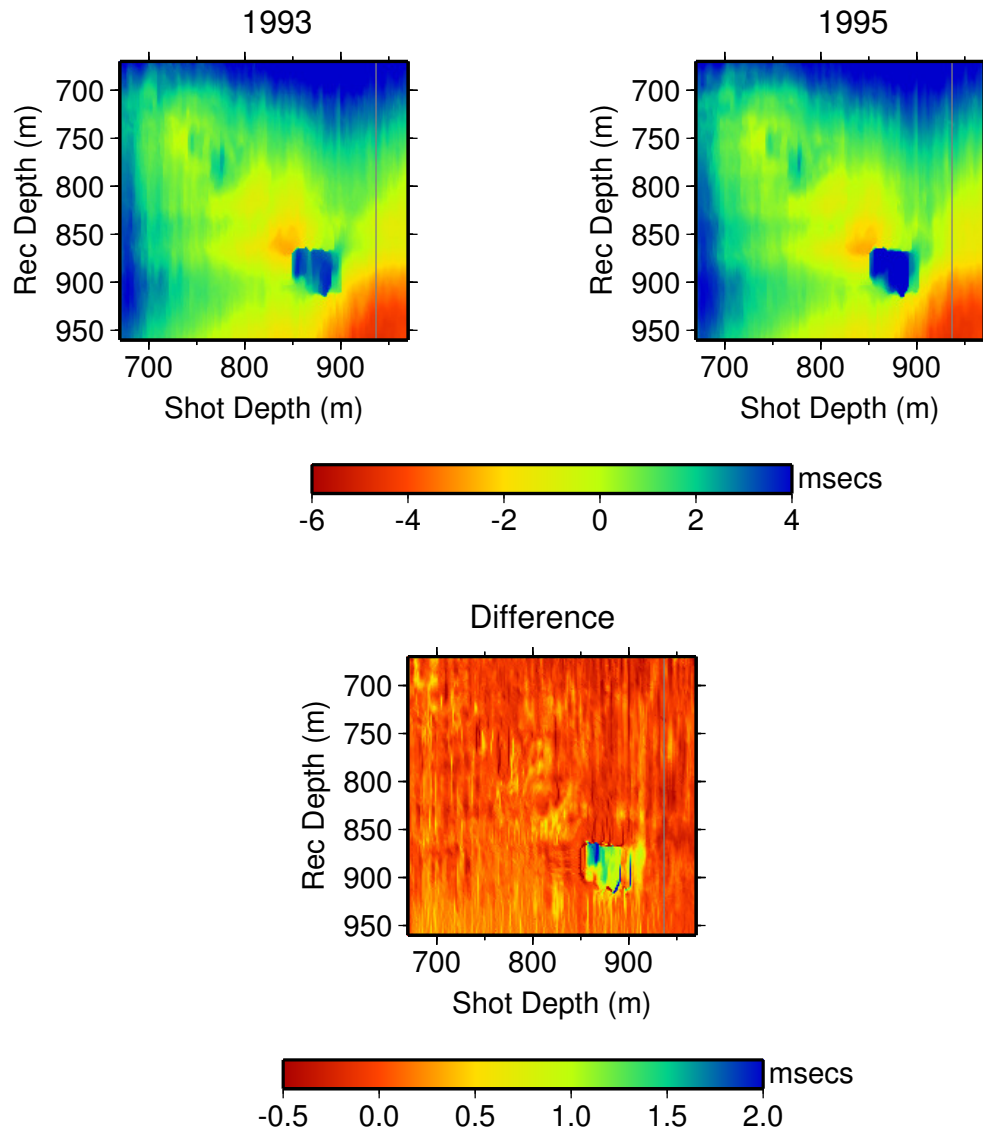 1993
1995
Rec Depth (m)
700
750
800
850
900
950
700 800 900
Shot Depth (m)
Rec Depth (m)
700
750
800
850
900
950
700 800 900
Shot Depth (m)
msecs
-6 -4 -2 0 2 4
Difference
Rec Depth (m)
700
750
800
850
900
950
700 800 900
Shot Depth (m)
msecs
-0.5 0.0 0.5 1.0 1.5 2.0